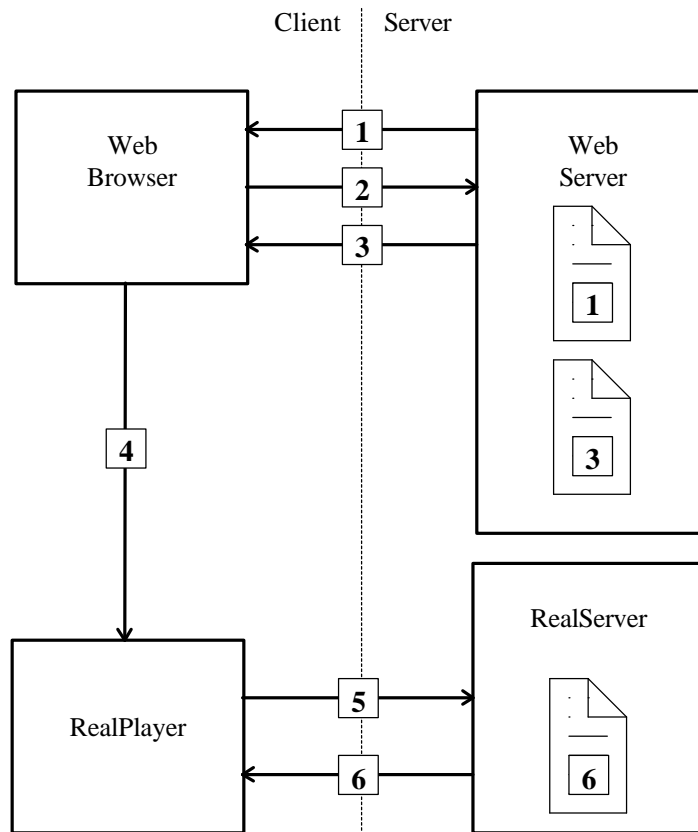 Client Server
1
Web
Browser
Web
Server
2
3
1
4
3
RealServer
RealPlayer
5
6
6